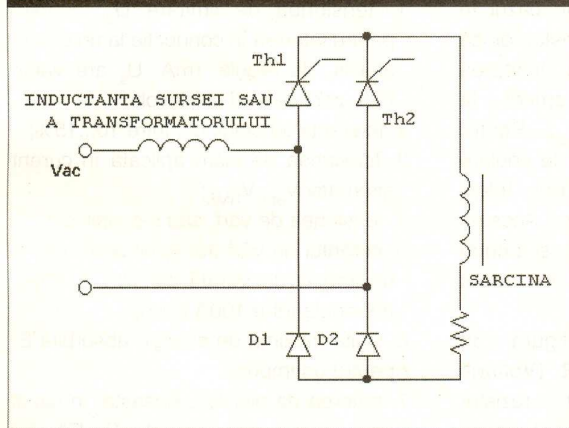 Th1
INDUCTANTA SURSEI SAU
A TRANSFORMATORULUI
Th2
Vac
SARCINA
D1
D2